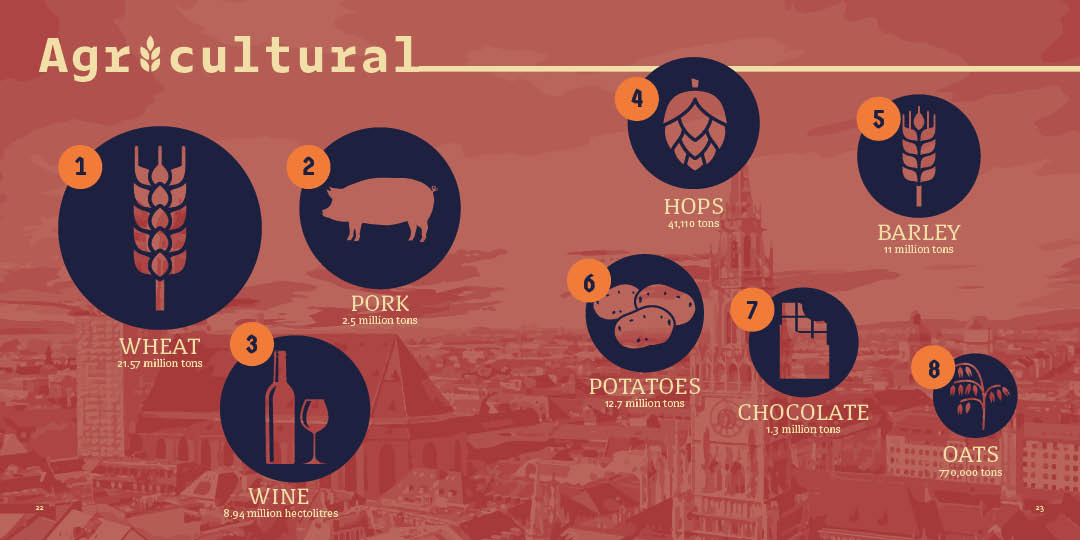 Agricultural
1
WHEAT
21.57 million tons
2
PORK
2.5 million tons
3
WINE
8.94 million hectolitres
4
HOPS
41,110 tons
5
BARLEY
11 million tons
6
POTATOES
12.7 million tons
7
CHOCOLATE
1.3 million tons
8
OATS
770,000 tons
22
23